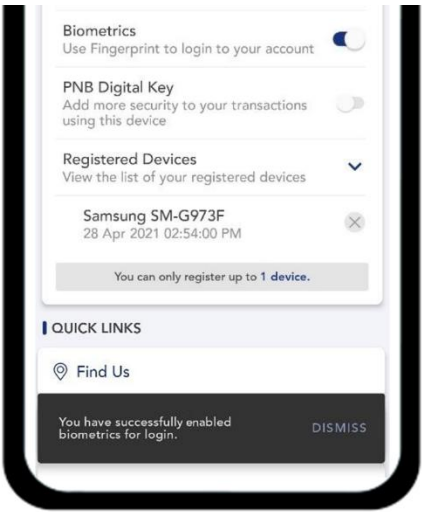 Biometrics
Use Fingerprint to login to your account
PNB Digital Key
Add more security to your transactions
using this device
Registered Devices
View the list of your registered devices
Samsung SM-G973F
28 Apr 2021 02:54:00 PM
You can only register up to 1 device.
QUICK LINKS
Find Us
You have successfully enabled
biometrics for login.
DISMISS